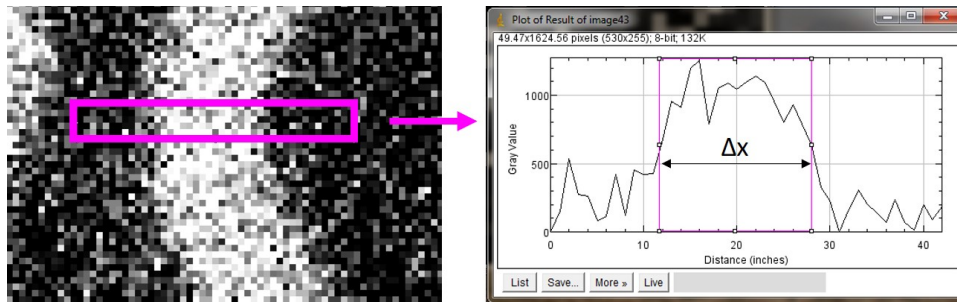 Plot of Result of image43
49.47x1624.56 pixels (530x255); 8-bit; 132K
1000
500
0
Gray Value
Δx
0 10 20 30 40
Distance (inches)
List Save... More » Live